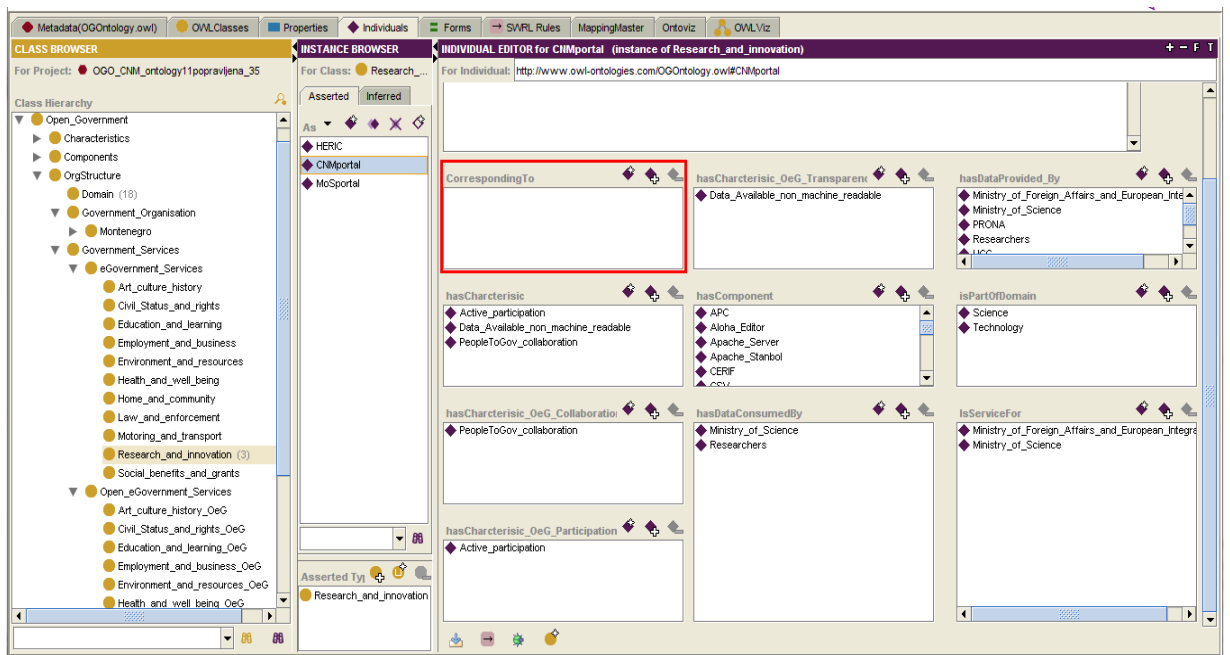 Metadata(OGOntology.owl) OWLClasses Properties Individuals Forms SWRL Rules MappingMaster Ontoviz OWLViz
CLASS BROWSER
For Project: OGO_CNM_ontology11popravljena_35
Class Hierarchy
Open_Government
Characteristics
Components
OrgStructure
Domain (18)
Government_Organisation
Montenegro
Government_Services
eGovernment_Services
Art_culture_history
Civil_Status_and_rights
Education_and_learning
Employment_and_business
Environment_and_resources
Health_and_well_being
Home_and_community
Law_and_enforcement
Motoring_and_transport
Research_and_innovation (3)
Social_benefits_and_grants
Open_eGovernment_Services
Art_culture_history_OeG
Civil_Status_and_rights_OeG
Education_and_learning_OeG
Employment_and_business_OeG
Environment_and_resources_OeG
Health_and_well_being_OeG
INSTANCE BROWSER
For Class: Research_...
Asserted Inferred
As
HERIC
CNMportal
MoSportal
Asserted Typ
Research_and_innovation
INDIVIDUAL EDITOR for CNMportal (instance of Research_and_innovation) + - F T
For Individual: http://www.owl-ontologies.com/OGOntology.owl#CNMportal
CorrespondingTo
hasCharcterisic_OeG_Transparenc
Data_Available_non_machine_readable
hasDataProvided_By
Ministry_of_Foreign_Affairs_and_European_Inte
Ministry_of_Science
PRONA
Researchers
UCG
hasCharcterisic
Active_participation
Data_Available_non_machine_readable
PeopleToGov_collaboration
hasComponent
APC
Aloha_Editor
Apache_Server
Apache_Stanbol
CERIF
CSV
isPartOfDomain
Science
Technology
hasCharcterisic_OeG_Collaboratio
PeopleToGov_collaboration
hasDataConsumedBy
Ministry_of_Science
Researchers
IsServiceFor
Ministry_of_Foreign_Affairs_and_European_Integra
Ministry_of_Science
hasCharcterisic_OeG_Participation
Active_participation